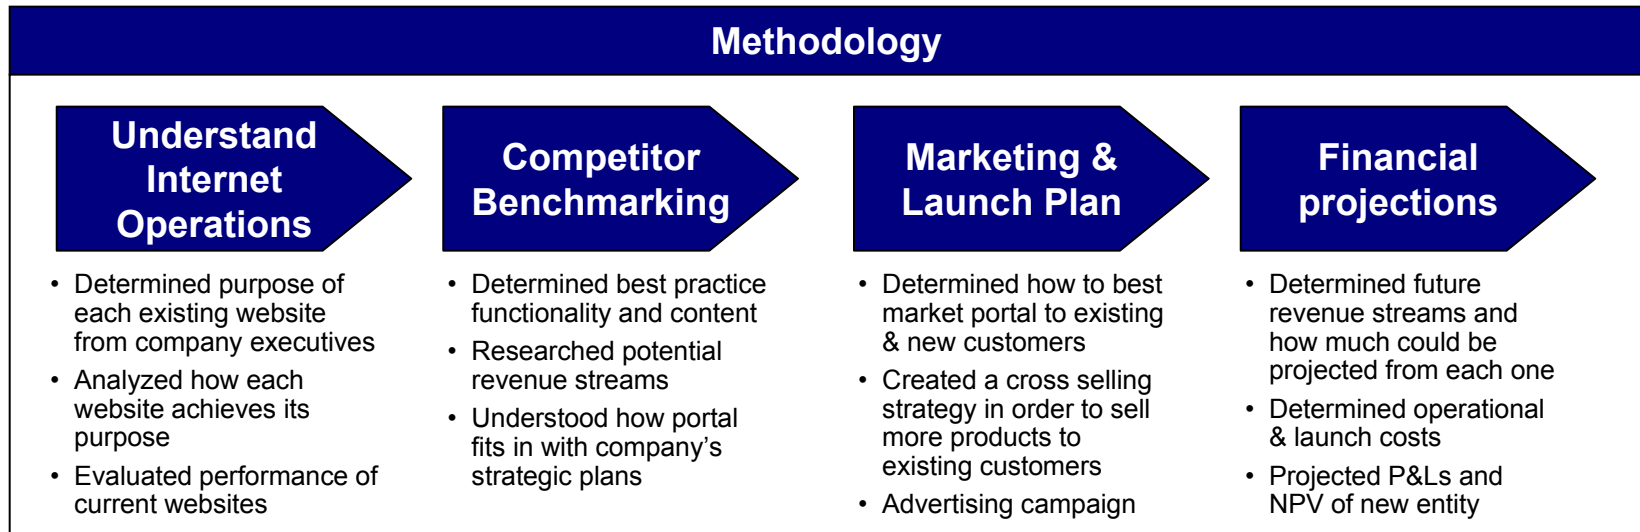 Methodology
Understand
Internet
Operations
• Determined purpose of
each existing website
from company executives
• Analyzed how each
website achieves its
purpose
• Evaluated performance of
current websites
Competitor
Benchmarking
• Determined best practice
functionality and content
• Researched potential
revenue streams
• Understood how portal
fits in with company’s
strategic plans
Marketing &
Launch Plan
• Determined how to best
market portal to existing
& new customers
• Created a cross selling
strategy in order to sell
more products to
existing customers
• Advertising campaign
Financial
projections
• Determined future
revenue streams and
how much could be
projected from each one
• Determined operational
& launch costs
• Projected P&Ls and
NPV of new entity